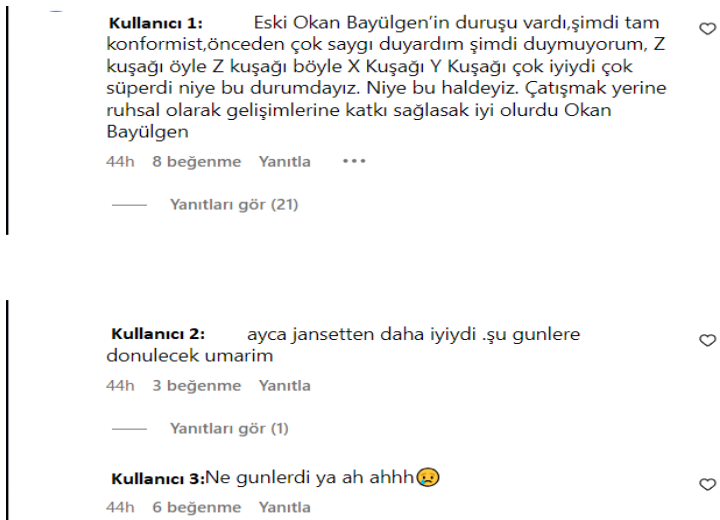 Kullanıcı 1: Eski Okan Bayülgen’in duruşu vardı,şimdi tam
konformist,önceden çok saygı duyardım şimdi duymuyorum, Z
kuşağı öyle Z kuşağı böyle X Kuşağı Y Kuşağı çok iyiydi çok
süperdi niye bu durumdayız. Niye bu haldeyiz. Çatışmak yerine
ruhsal olarak gelişimlerine katkı sağlasak iyi olurdu Okan
Bayülgen
44h 8 beğenme Yanıtla •••
Yanıtları gör (21)
Kullanıcı 2: ayca jansetten daha iyiydi .şu gunlere
donulecek umarim
44h 3 beğenme Yanıtla
Yanıtları gör (1)
Kullanıcı 3:Ne gunlerdi ya ah ahhh😢
44h 6 beğenme Yanıtla